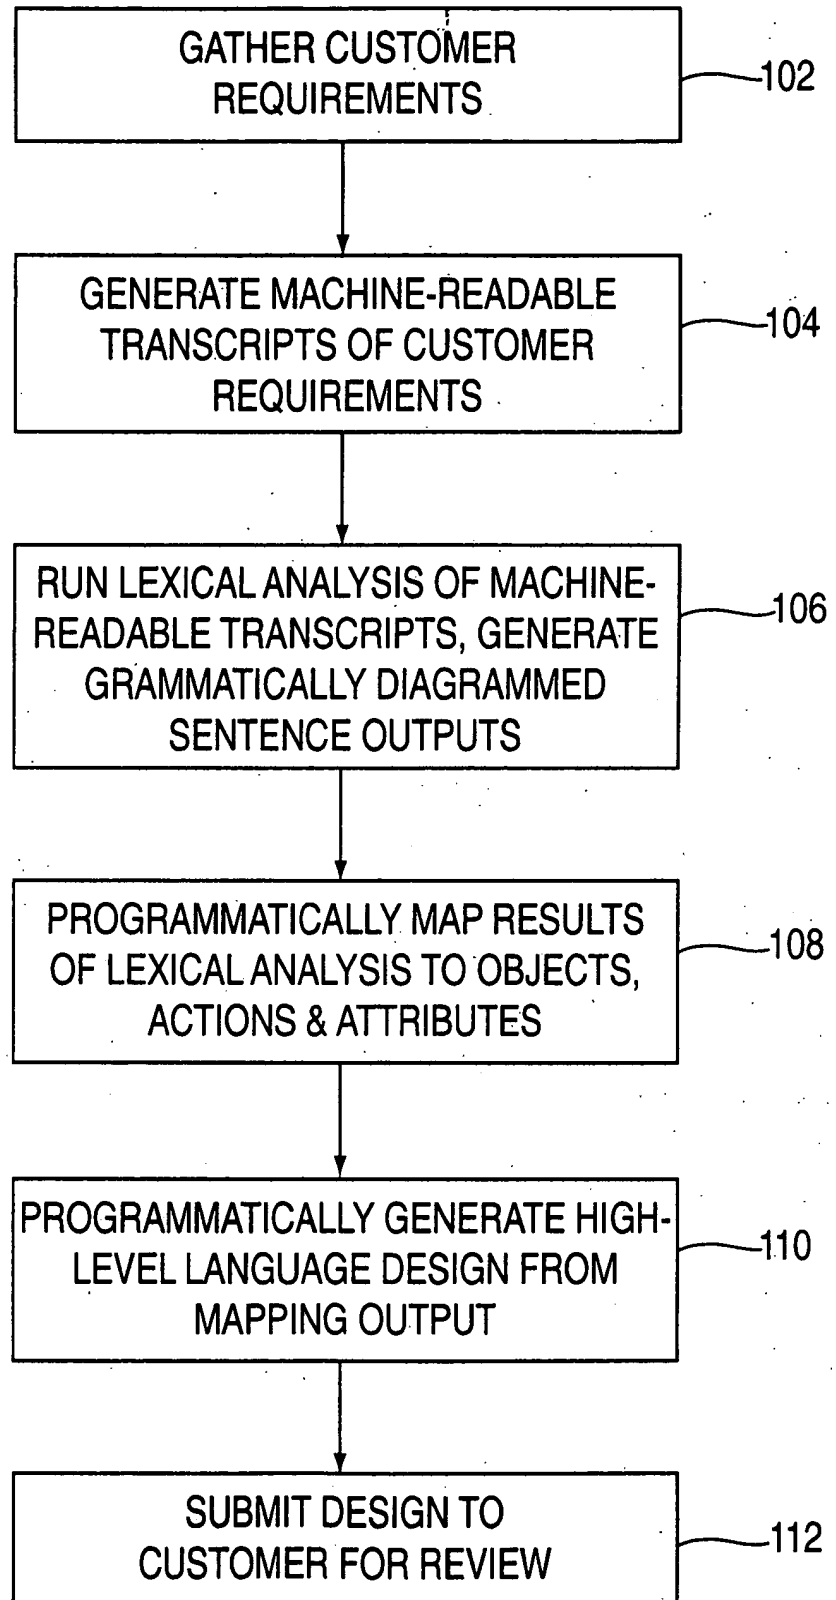 GATHER CUSTOMER
REQUIREMENTS
102
GENERATE MACHINE-READABLE
TRANSCRIPTS OF CUSTOMER
REQUIREMENTS
104
RUN LEXICAL ANALYSIS OF MACHINE-
READABLE TRANSCRIPTS, GENERATE
GRAMMATICALLY DIAGRAMMED
SENTENCE OUTPUTS
106
PROGRAMMATICALLY MAP RESULTS
OF LEXICAL ANALYSIS TO OBJECTS,
ACTIONS & ATTRIBUTES
108
PROGRAMMATICALLY GENERATE HIGH-
LEVEL LANGUAGE DESIGN FROM
MAPPING OUTPUT
110
SUBMIT DESIGN TO
CUSTOMER FOR REVIEW
112